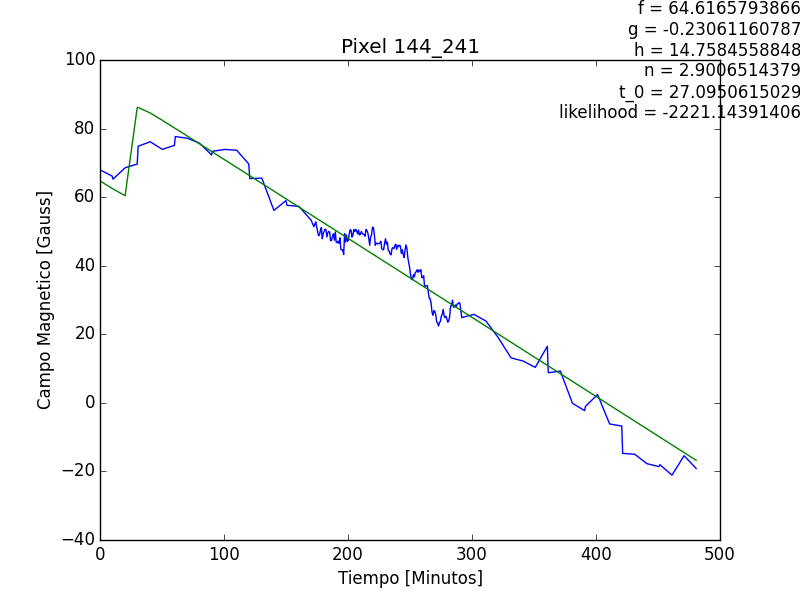 f = 64.6165793866
g = -0.23061160787
h = 14.7584558848
n = 2.9006514379
t_0 = 27.0950615029
likelihood = -2221.14391406
Pixel 144_241
100
80
60
40
20
0
−20
−40
Campo Magnetico [Gauss]
0 100 200 300 400 500
Tiempo [Minutos]